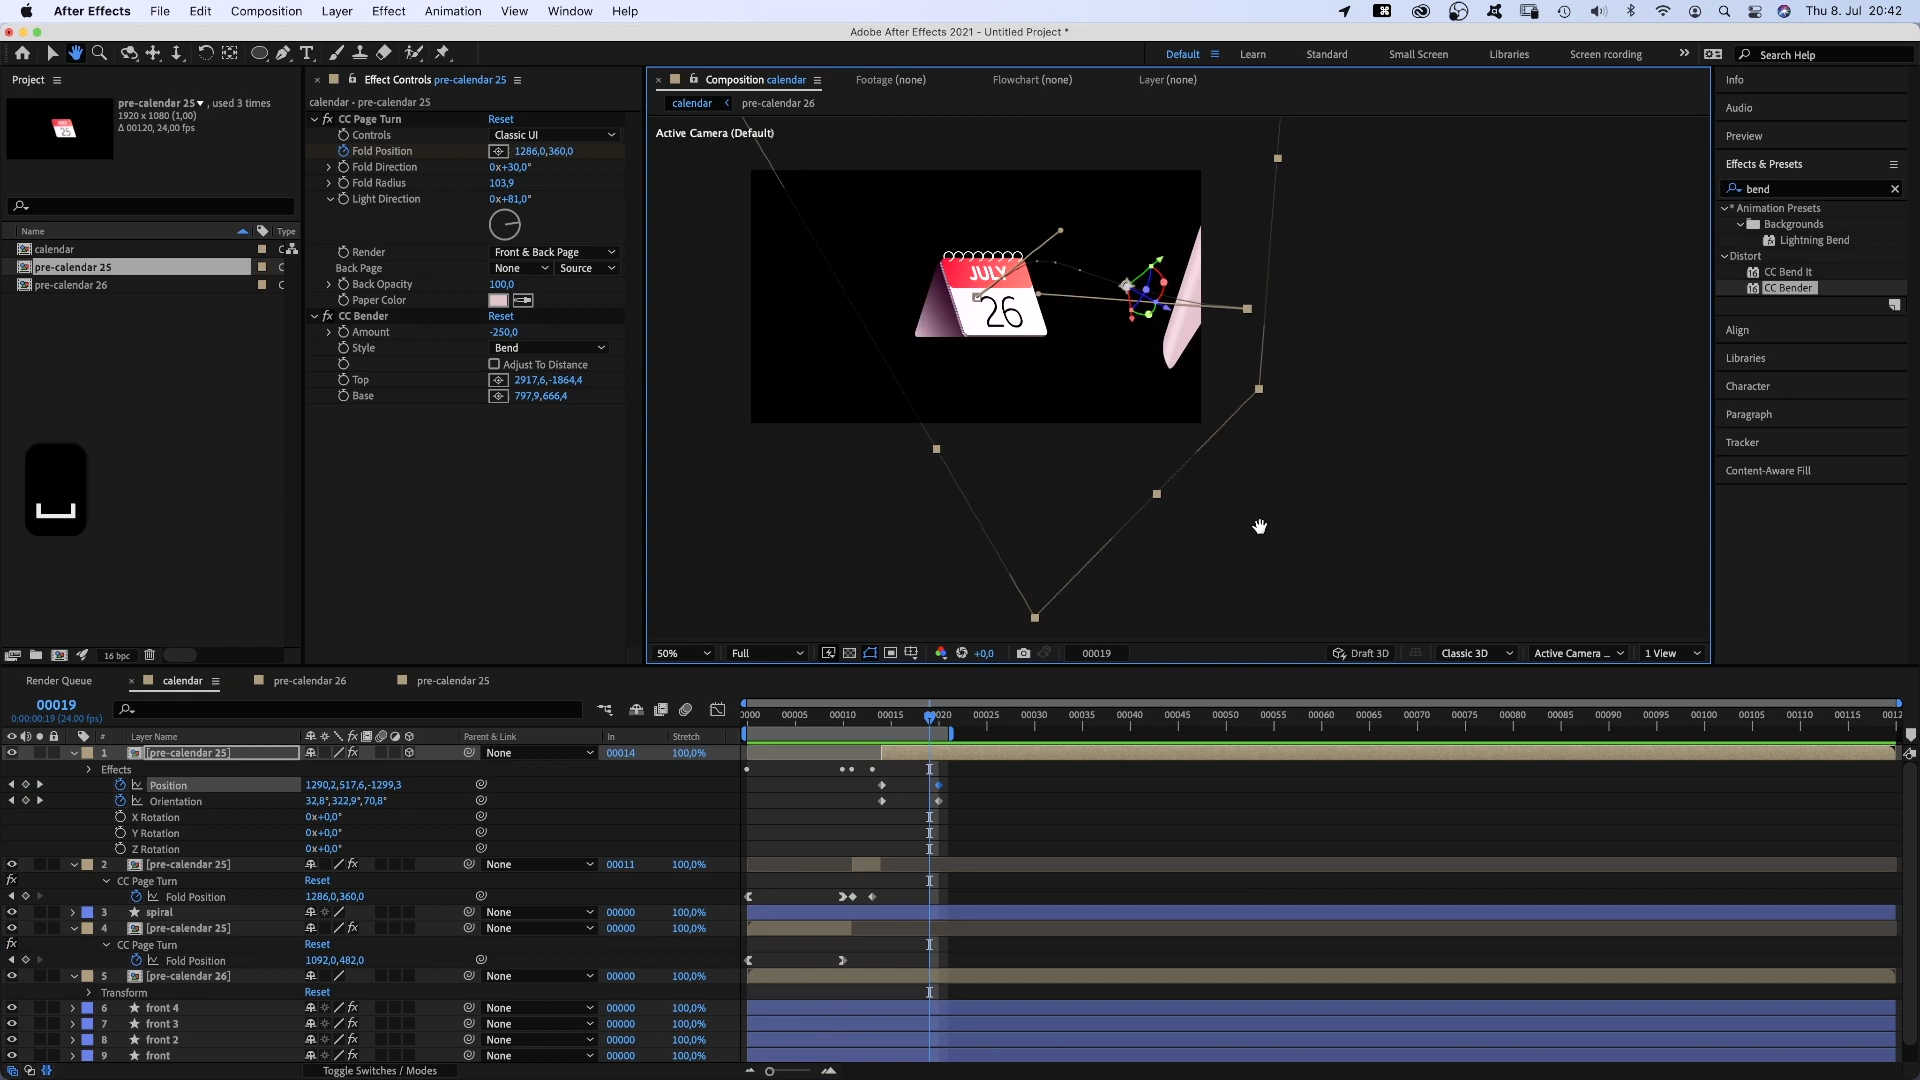 After Effects File Edit Composition Layer Effect Animation View Window Help
Thu 8. Jul 20:42
Adobe After Effects 2021 - Untitled Project *
Default Learn Standard Small Screen Libraries Screen recording Search Help
Project
pre-calendar 25, used 3 times
1920 x 1080 (1,00)
Δ 00120, 24,00 fps
Name Type
calendar
pre-calendar 25
pre-calendar 26
16 bpc
Effect Controls pre-calendar 25
calendar • pre-calendar 25
fx CC Page Turn Reset
Controls Classic UI
Fold Position 1286,0,360,0
Fold Direction 0x+30,0°
Fold Radius 103,9
Light Direction 0x+81,0°
Render Front & Back Page
Back Page None Source
Back Opacity 100,0
Paper Color
fx CC Bender Reset
Amount -250,0
Style Bend
Adjust To Distance
Top 2917,6,-1864,4
Base 797,9,666,4
Composition calendar Footage (none) Flowchart (none) Layer (none)
calendar pre-calendar 26
Active Camera (Default)
JULY
26
50% Full +0,0 00019 Draft 3D Classic 3D Active Camera ... 1 View
Info
Audio
Preview
Effects & Presets
bend
* Animation Presets
Backgrounds
Lightning Bend
Distort
CC Bend It
CC Bender
Align
Libraries
Character
Paragraph
Tracker
Content-Aware Fill
Render Queue calendar pre-calendar 26 pre-calendar 25
00019
0:00:00:19 (24.00 fps)
0000 00005 00010 00015 00020 00025 00030 00035 00040 00045 00050 00055 00060 00065 00070 00075 00080 00085 00090 00095 00100 00105 00110 00115 0012
# Layer Name Parent & Link In Stretch
1 [pre-calendar 25] None 00014 100,0%
Effects
Position 1290,2,517,6,-1299,3
Orientation 32,8°,322,9°,70,8°
X Rotation 0x+0,0°
Y Rotation 0x+0,0°
Z Rotation 0x+0,0°
2 [pre-calendar 25] None 00011 100,0%
fx CC Page Turn Reset
Fold Position 1286,0,360,0
3 spiral None 00000 100,0%
4 [pre-calendar 25] None 00000 100,0%
fx CC Page Turn Reset
Fold Position 1092,0,482,0
5 [pre-calendar 26] None 00000 100,0%
Transform Reset
6 front 4 None 00000 100,0%
7 front 3 None 00000 100,0%
8 front 2 None 00000 100,0%
9 front None 00000 100,0%
Toggle Switches / Modes